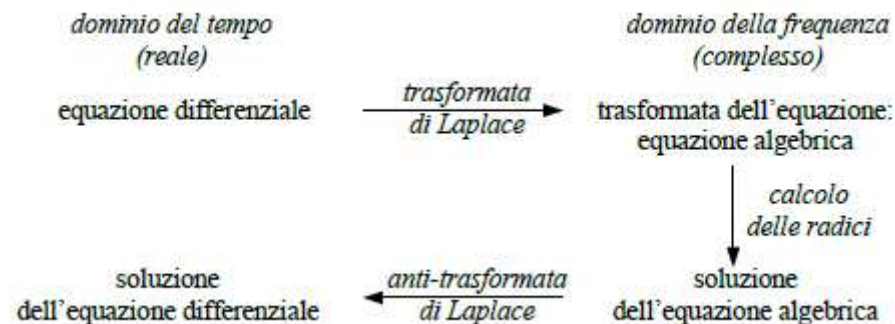 dominio del tempo
(reale)
dominio della frequenza
(complesso)
equazione differenziale
trasformata
di Laplace
trasformata dell'equazione:
equazione algebrica
calcolo
delle radici
soluzione
dell'equazione differenziale
anti-trasformata
di Laplace
soluzione
dell'equazione algebrica